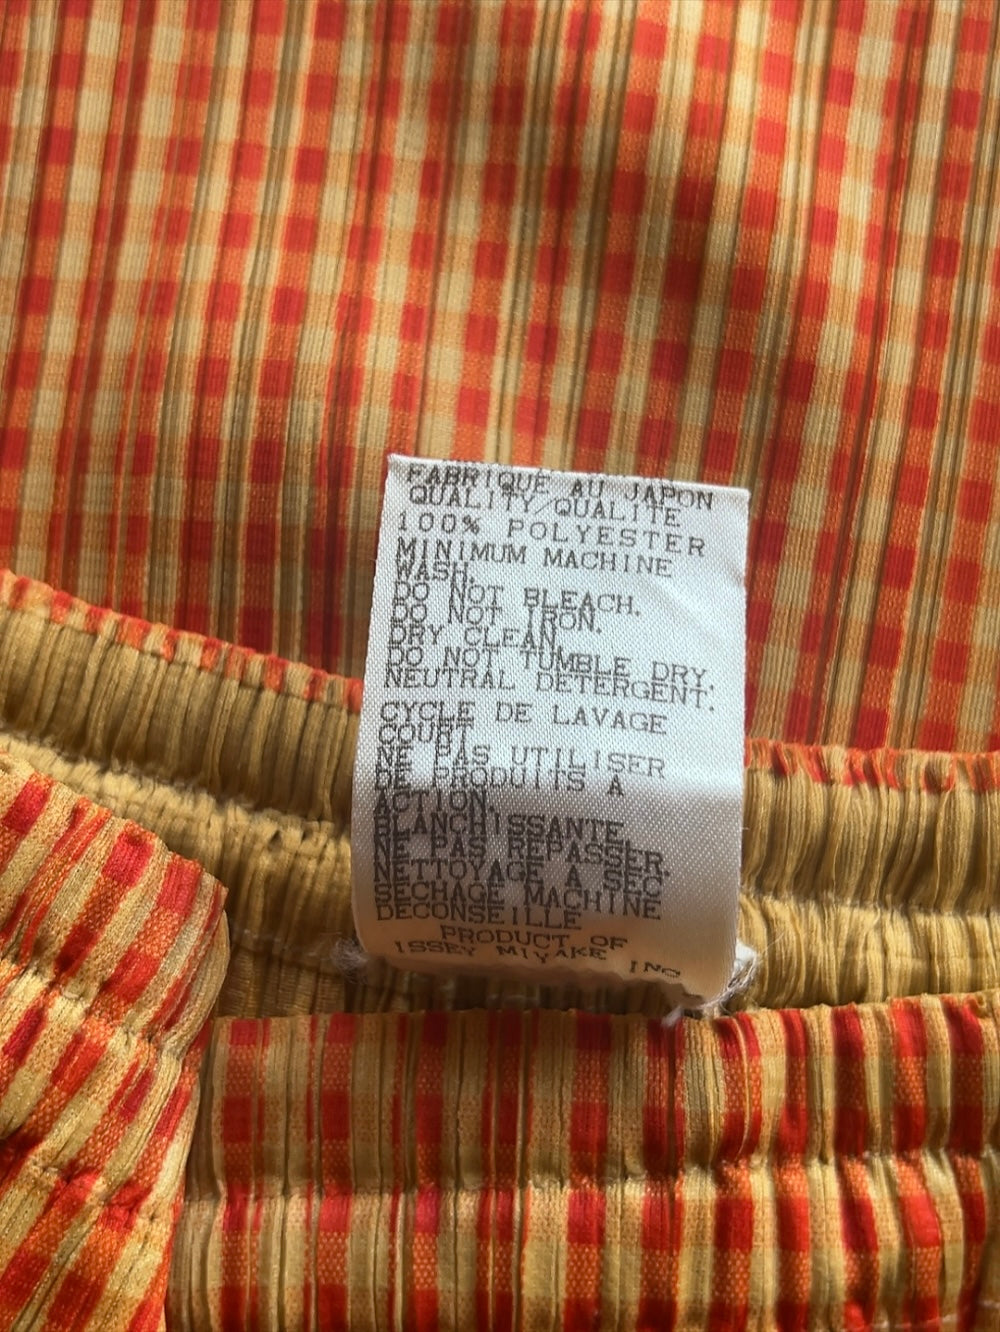 FABRIQUE AU JAPON
QUALITY/QUALITE
100% POLYESTER
MINIMUM MACHINE
WASH.
DO NOT BLEACH.
DO NOT IRON.
DRY CLEAN
DO NOT TUMBLE DRY.
NEUTRAL DETERGENT.
CYCLE DE LAVAGE
COURT
NE PAS UTILISER
DE PRODUITS A
ACTION.
BLANCHISSANTE
NE PAS REPASSER.
NETTOYAGE A SEC
SECHAGE MACHINE
DECONSEILLE
PRODUCT OF
ISSEY MIYAKE INC